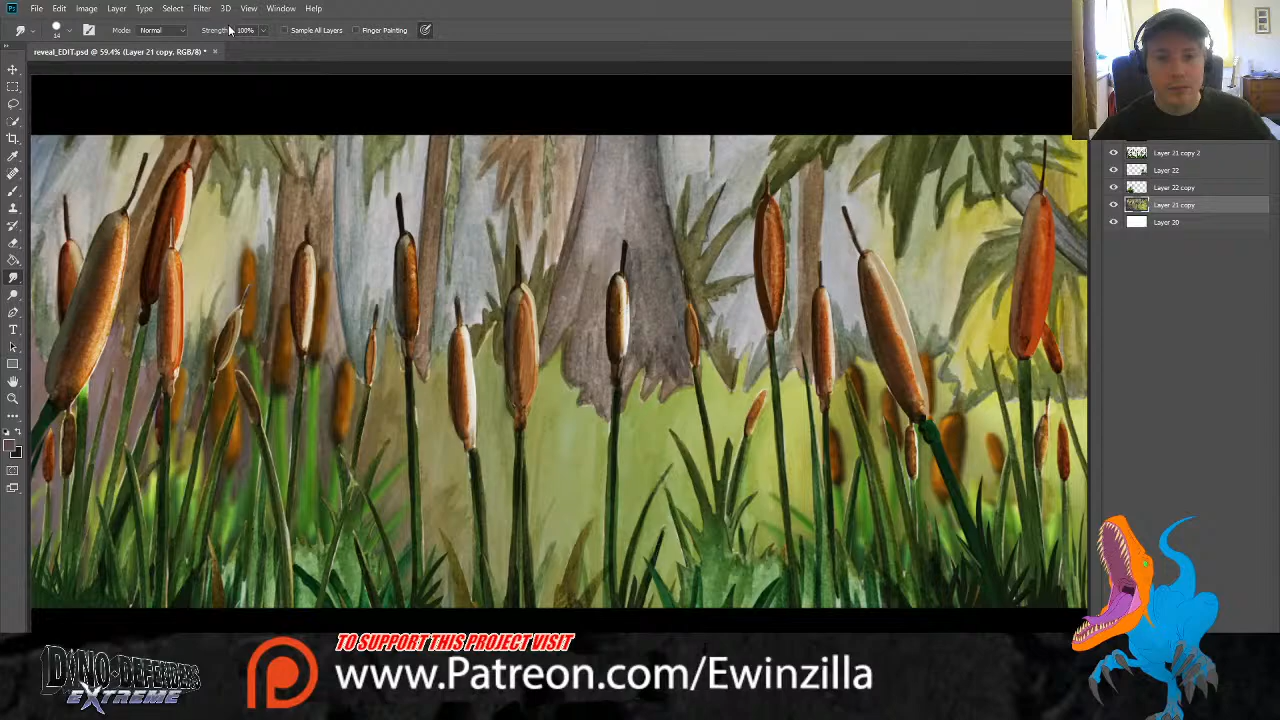 Ps File Edit Image Layer Type Select Filter 3D View Window Help
14 Mode: Normal Strength: 100% Sample All Layers Finger Painting
reveal_EDIT.psd @ 59.4% (Layer 21 copy, RGB/8) * ×
Layer 21 copy 2
Layer 22
Layer 22 copy
Layer 21 copy
Layer 20
TO SUPPORT THIS PROJECT VISIT
www.Patreon.com/Ewinzilla
DINO-DEFENDERS
EXTREME